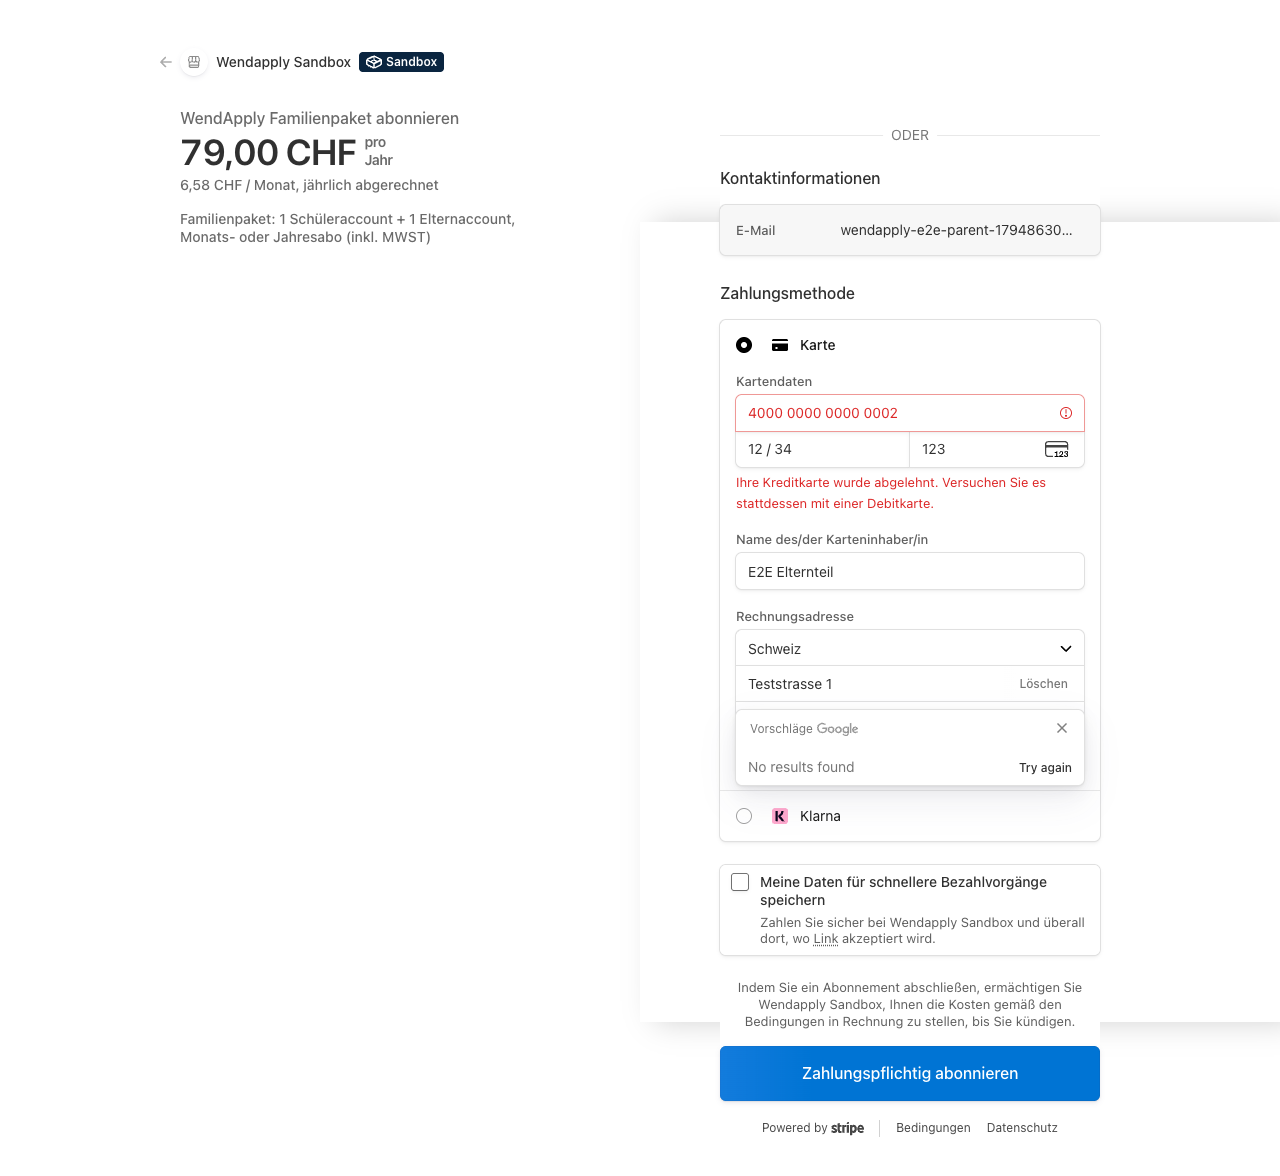 Wendapply Sandbox
Sandbox
WendApply Familienpaket abonnieren
79,00 CHF
pro
Jahr
6,58 CHF / Monat, jährlich abgerechnet
Familienpaket: 1 Schüleraccount + 1 Elternaccount,
Monats- oder Jahresabo (inkl. MWST)
ODER
Kontaktinformationen
E-Mail wendapply-e2e-parent-17948630...
Zahlungsmethode
Karte
Kartendaten
4000 0000 0000 0002
12 / 34 123
123
Ihre Kreditkarte wurde abgelehnt. Versuchen Sie es
stattdessen mit einer Debitkarte.
Name des/der Karteninhaber/in
E2E Elternteil
Rechnungsadresse
Schweiz
Teststrasse 1 Löschen
Vorschläge Google
No results found Try again
K Klarna
Meine Daten für schnellere Bezahlvorgänge
speichern
Zahlen Sie sicher bei Wendapply Sandbox und überall
dort, wo Link akzeptiert wird.
Indem Sie ein Abonnement abschließen, ermächtigen Sie
Wendapply Sandbox, Ihnen die Kosten gemäß den
Bedingungen in Rechnung zu stellen, bis Sie kündigen.
Zahlungspflichtig abonnieren
Powered by stripe Bedingungen Datenschutz